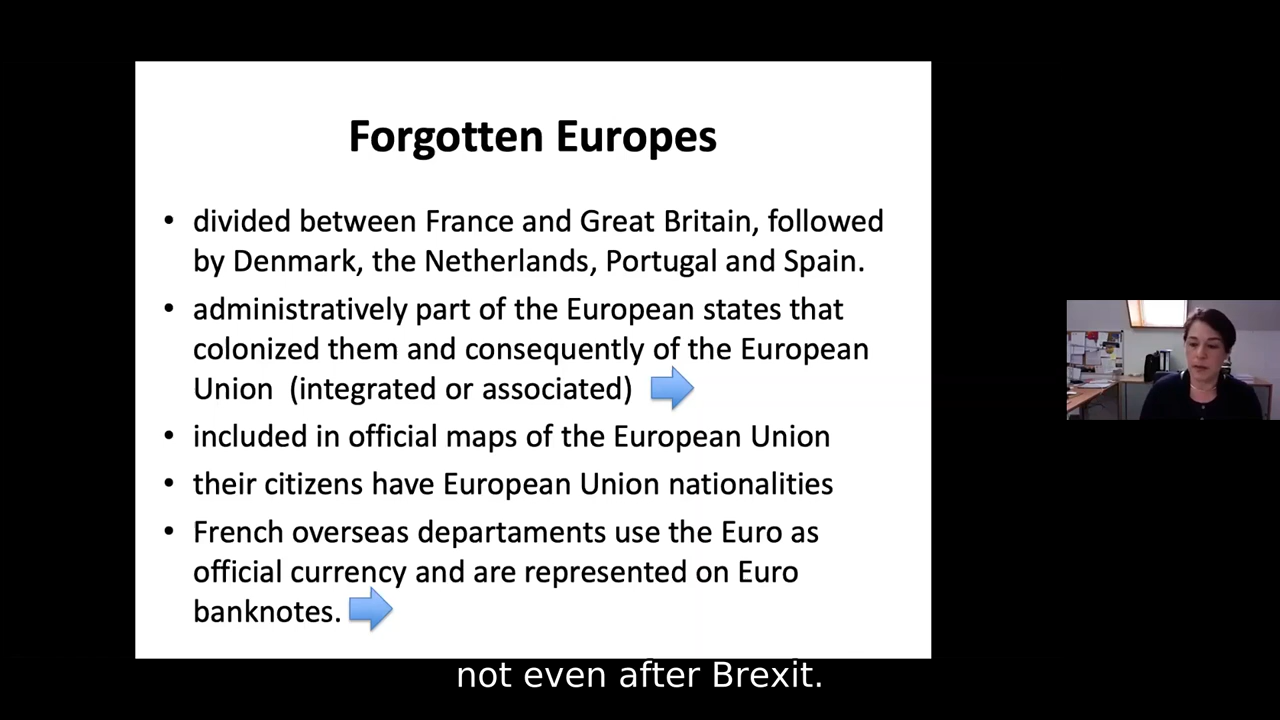 Forgotten Europes
• divided between France and Great Britain, followed
by Denmark, the Netherlands, Portugal and Spain.
• administratively part of the European states that
colonized them and consequently of the European
Union (integrated or associated)
• included in official maps of the European Union
• their citizens have European Union nationalities
• French overseas departaments use the Euro as
official currency and are represented on Euro
banknotes.
not even after Brexit.